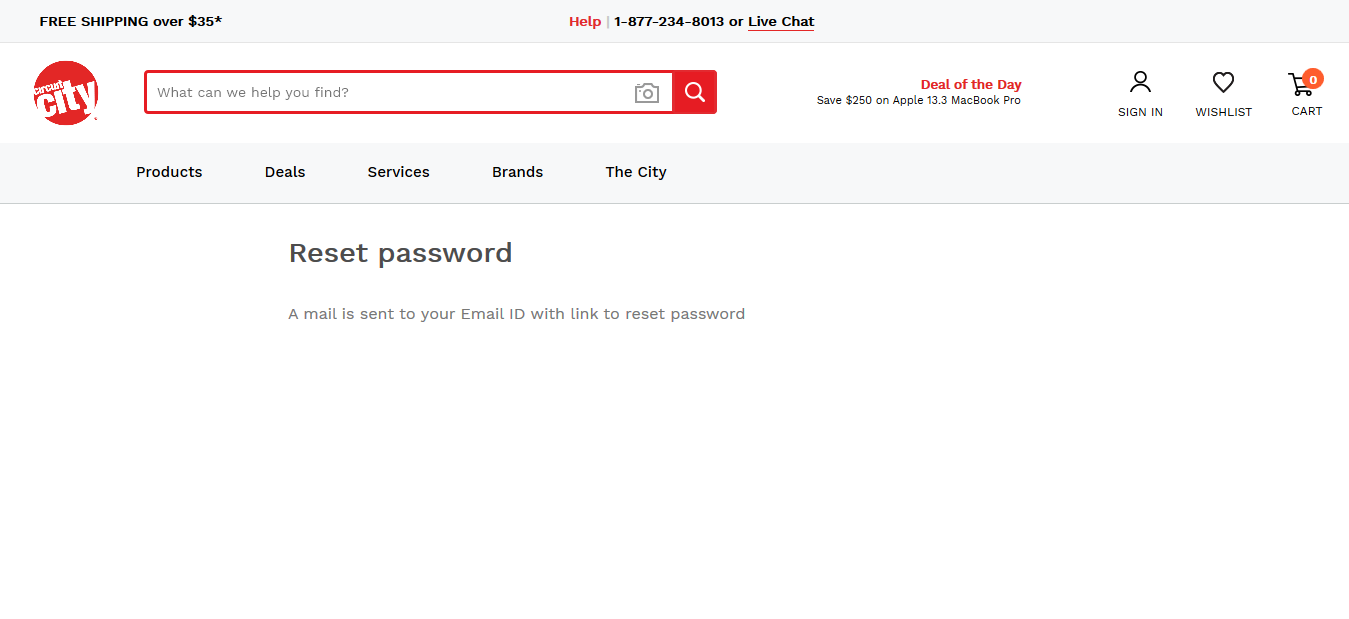 FREE SHIPPING over $35*
Help | 1-877-234-8013 or Live Chat
circuit city
What can we help you find?
Deal of the Day
Save $250 on Apple 13.3 MacBook Pro
SIGN IN
WISHLIST
0
CART
Products
Deals
Services
Brands
The City
Reset password
A mail is sent to your Email ID with link to reset password